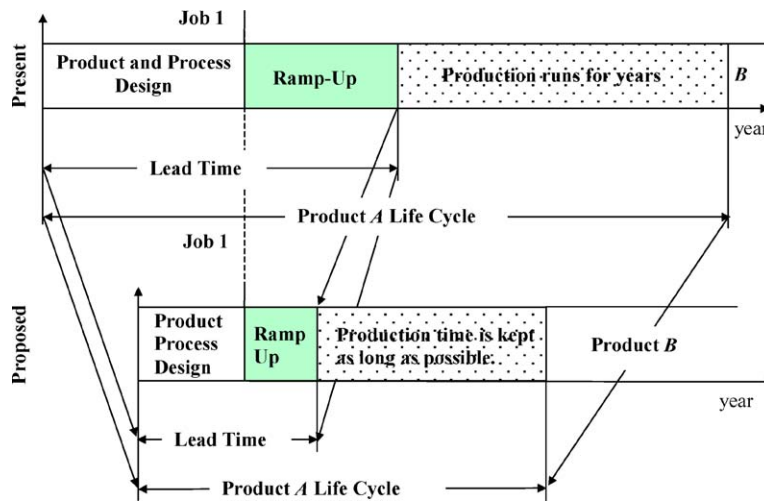 Job 1
Present
Product and Process
Design
Ramp-Up
Production runs for years
B
year
Lead Time
Product A Life Cycle
Job 1
Proposed
Product
Process
Design
Ramp
Up
Production time is kept
as long as possible.
Product B
year
Lead Time
Product A Life Cycle